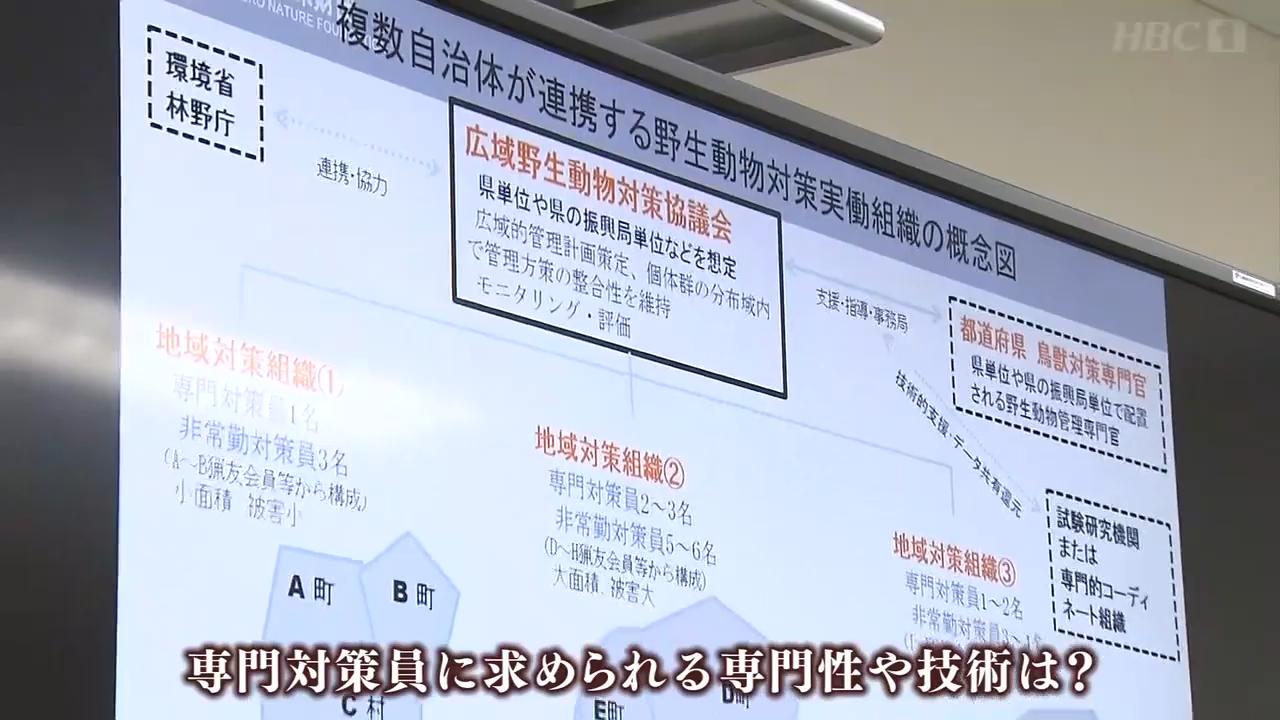 HBC 1
NATURE
複数自治体が連携する野生動物対策実働組織の概念図
環境省
林野庁
連携・協力
広域野生動物対策協議会
県単位や県の振興局単位などを想定
広域的管理計画策定、個体群の分布域内
で管理方策の整合性を維持
モニタリング・評価
支援・指導・事務局
都道府県 鳥獣対策専門官
県単位や県の振興局単位で配置
される野生動物管理専門官
技術的支援・データ共有還元
試験研究機関
または
専門的コーディ
ネート組織
地域対策組織①
専門対策員1名
非常勤対策員3名
(A～B猟友会員等から構成)
小面積 被害小
地域対策組織②
専門対策員2～3名
非常勤対策員5～6名
(D～H猟友会員等から構成)
大面積 被害大
地域対策組織③
専門対策員1～2名
非常勤対策員3～
A 町
B 町
C 村
E町
D町
専門対策員に求められる専門性や技術は？